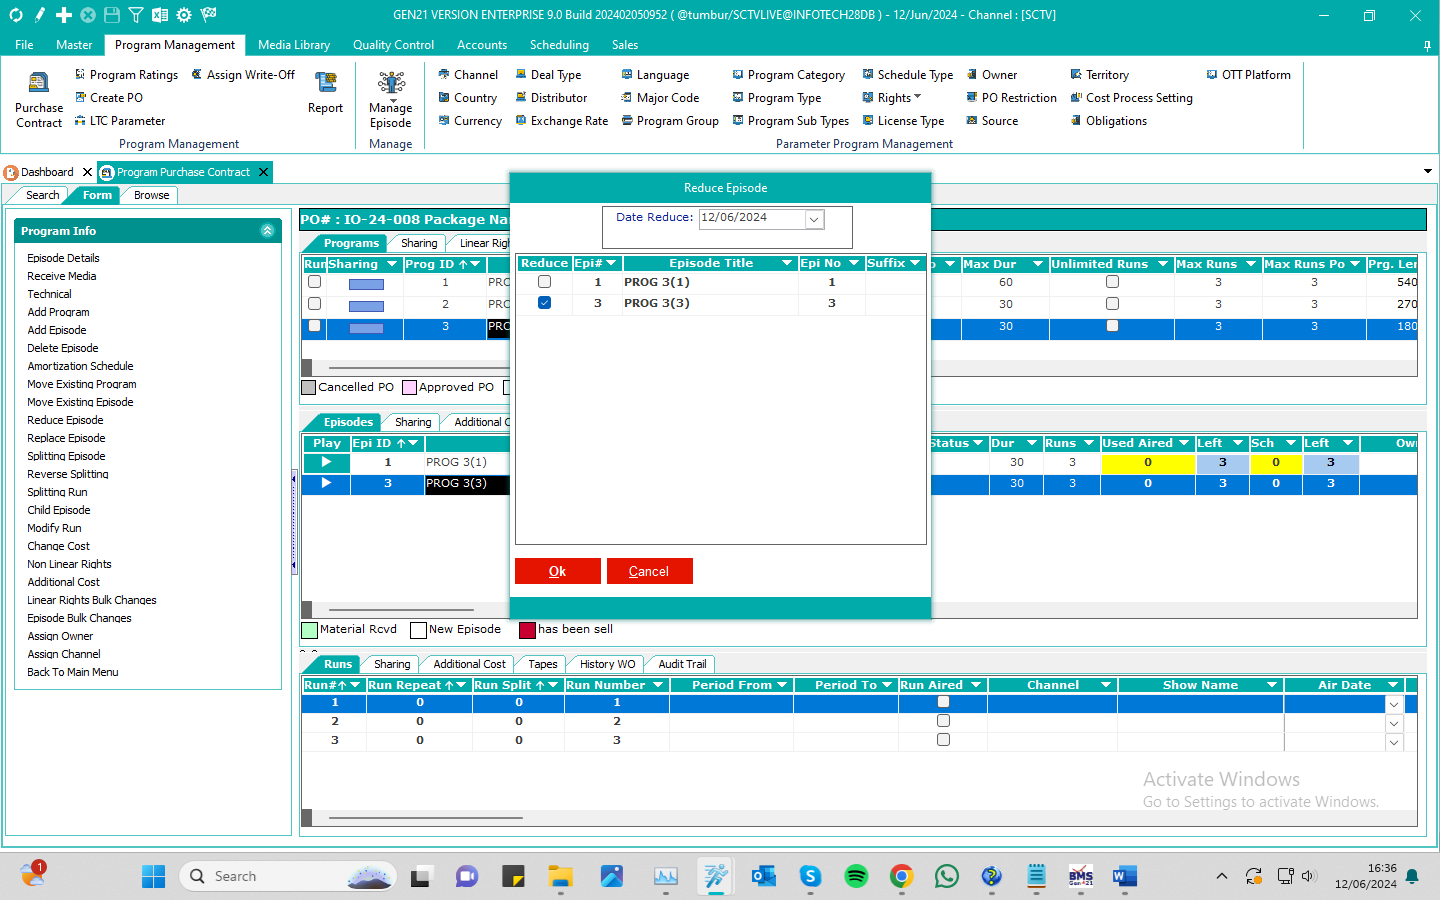 GEN21 VERSION ENTERPRISE 9.0 Build 202402050952 ( @tumbur/SCTVLIVE@INFOTECH28DB ) - 12/Jun/2024 - Channel : [SCTV]
File Master Program Management Media Library Quality Control Accounts Scheduling Sales
Program Ratings Assign Write-Off Channel Deal Type Language Program Category Schedule Type Owner Territory OTT Platform
Purchase Contract Create PO Report Manage Episode Country Distributor Major Code Program Type Rights PO Restriction Cost Process Setting
LTC Parameter Currency Exchange Rate Program Group Program Sub Types License Type Source Obligations
Program Management Manage Parameter Program Management
Dashboard Program Purchase Contract
Search Form Browse
Program Info
Episode Details
Receive Media
Technical
Add Program
Add Episode
Delete Episode
Amortization Schedule
Move Existing Program
Move Existing Episode
Reduce Episode
Replace Episode
Splitting Episode
Reverse Splitting
Splitting Run
Child Episode
Modify Run
Change Cost
Non Linear Rights
Additional Cost
Linear Rights Bulk Changes
Episode Bulk Changes
Assign Owner
Assign Channel
Back To Main Menu
PO# : IO-24-008 Package Na
Programs Sharing Linear Righ
Run Sharing Prog ID o Max Dur Unlimited Runs Max Runs Max Runs Po Prg. Len
1 PRO 60 3 3 540
2 PRO 30 3 3 270
3 PRO 30 3 3 180
Cancelled PO Approved PO
Reduce Episode
Date Reduce: 12/06/2024
Reduce Epi# Episode Title Epi No Suffix
1 PROG 3(1) 1
3 PROG 3(3) 3
Ok Cancel
Episodes Sharing Additional C
Play Epi ID Status Dur Runs Used Aired Left Sch Left Own
1 PROG 3(1) 30 3 0 3 0 3
3 PROG 3(3) 30 3 0 3 0 3
Material Rcvd New Episode has been sell
Runs Sharing Additional Cost Tapes History WO Audit Trail
Run# Run Repeat Run Split Run Number Period From Period To Run Aired Channel Show Name Air Date
1 0 0 1
2 0 0 2
3 0 0 3
Activate Windows
Go to Settings to activate Windows.
1 Search BMS Gen 21 16:36
12/06/2024